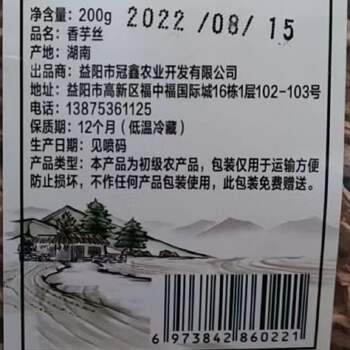 净含量：200g 2022/08/15
品名：香芋丝
产地：湖南
出品商：益阳市冠鑫农业开发有限公司
地址：益阳市高新区福中福国际城16栋1层102-103号
电话：13875361125
保质期：12个月（低温冷藏）
生产日期：见喷码
产品类型：本产品为初级农产品，包装仅用于运输方便
防止损坏，不作任何产品包装使用，此包装免费赠送。
6973842860221